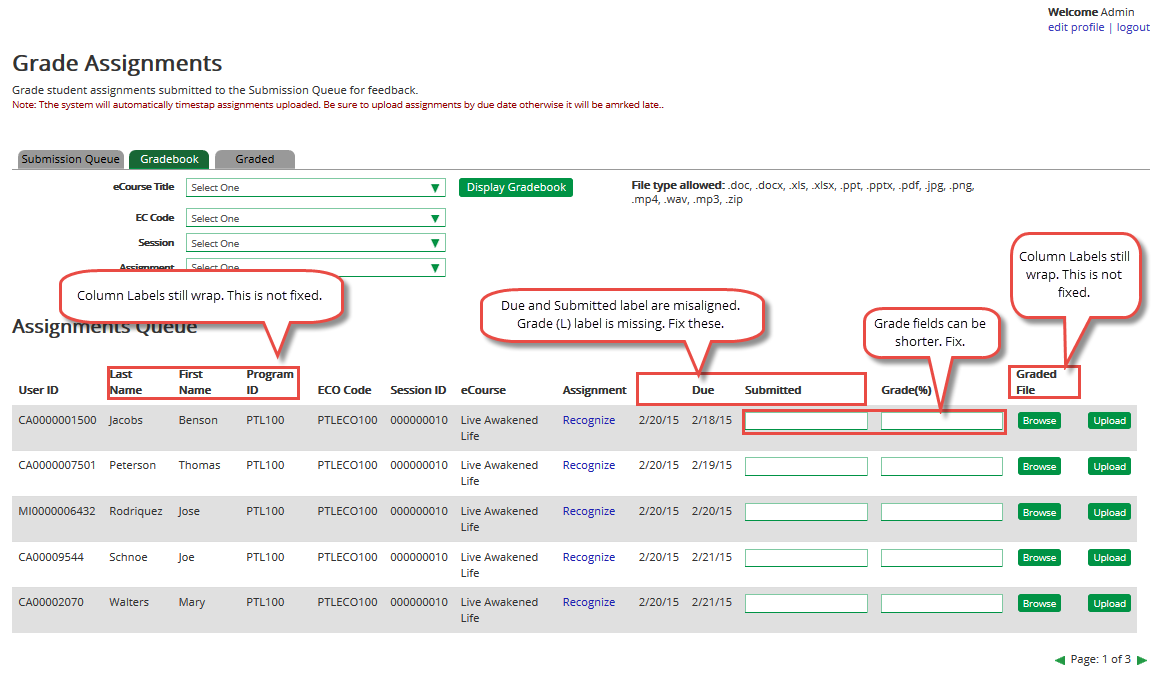 Welcome Admin
edit profile | logout
Grade Assignments
Grade student assignments submitted to the Submission Queue for feedback.
Note: Tthe system will automatically timestap assignments uploaded. Be sure to upload assignments by due date otherwise it will be amrked late..
Submission Queue Gradebook Graded
eCourse Title Select One Display Gradebook File type allowed: .doc, .docx, .xls, .xlsx, .ppt, .pptx, .pdf, .jpg, .png,
.mp4, .wav, .mp3, .zip
EC Code Select One
Session Select One
Assignment Select One
Column Labels still wrap. This is not fixed.
Due and Submitted label are misaligned.
Grade (L) label is missing. Fix these.
Grade fields can be
shorter. Fix.
Column Labels still
wrap. This is not
fixed.
Assignments Queue
User ID Last Name First Name Program ID ECO Code Session ID eCourse Assignment Due Submitted Grade(%) Graded File
CA0000001500 Jacobs Benson PTL100 PTLECO100 000000010 Live Awakened Recognize 2/20/15 2/18/15 Browse Upload
Life
CA0000007501 Peterson Thomas PTL100 PTLECO100 000000010 Live Awakened Recognize 2/20/15 2/19/15 Browse Upload
Life
MI0000006432 Rodriquez Jose PTL100 PTLECO100 000000010 Live Awakened Recognize 2/20/15 2/20/15 Browse Upload
Life
CA00009544 Schnoe Joe PTL100 PTLECO100 000000010 Live Awakened Recognize 2/20/15 2/21/15 Browse Upload
Life
CA00002070 Walters Mary PTL100 PTLECO100 000000010 Live Awakened Recognize 2/20/15 2/21/15 Browse Upload
Life
Page: 1 of 3